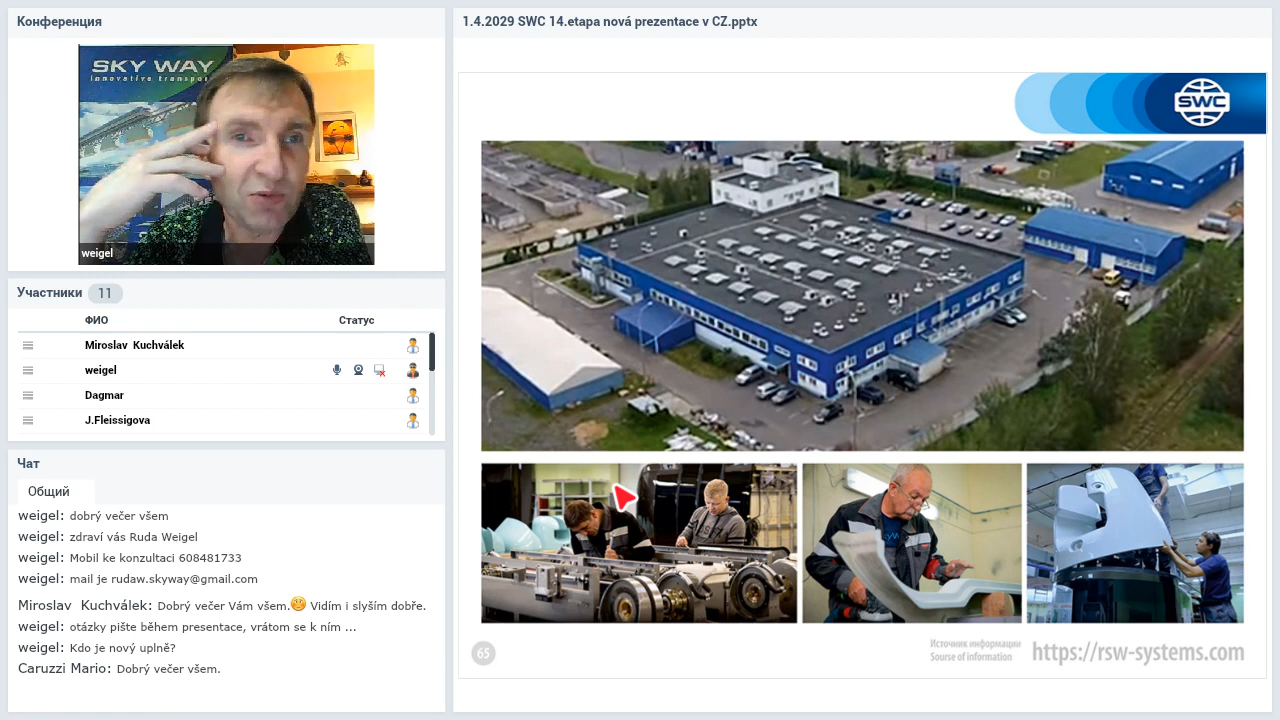 Конференция
SKY WAY
innovative transpor
weigel
Участники 11
ФИО Статус
Miroslav Kuchválek
weigel
Dagmar
J.Fleissigova
Чат
Общий
weigel: dobrý večer všem
weigel: zdraví vás Ruda Weigel
weigel: Mobil ke konzultaci 608481733
weigel: mail je rudaw.skyway@gmail.com
Miroslav Kuchválek: Dobrý večer Vám všem. Vidím i slyším dobře.
weigel: otázky pište během presentace, vrátom se k ním ...
weigel: Kdo je nový uplně?
Caruzzi Mario: Dobrý večer všem.
1.4.2029 SWC 14.etapa nová prezentace v CZ.pptx
SWC
65
Источник информации
Sourse of information
https://rsw-systems.com